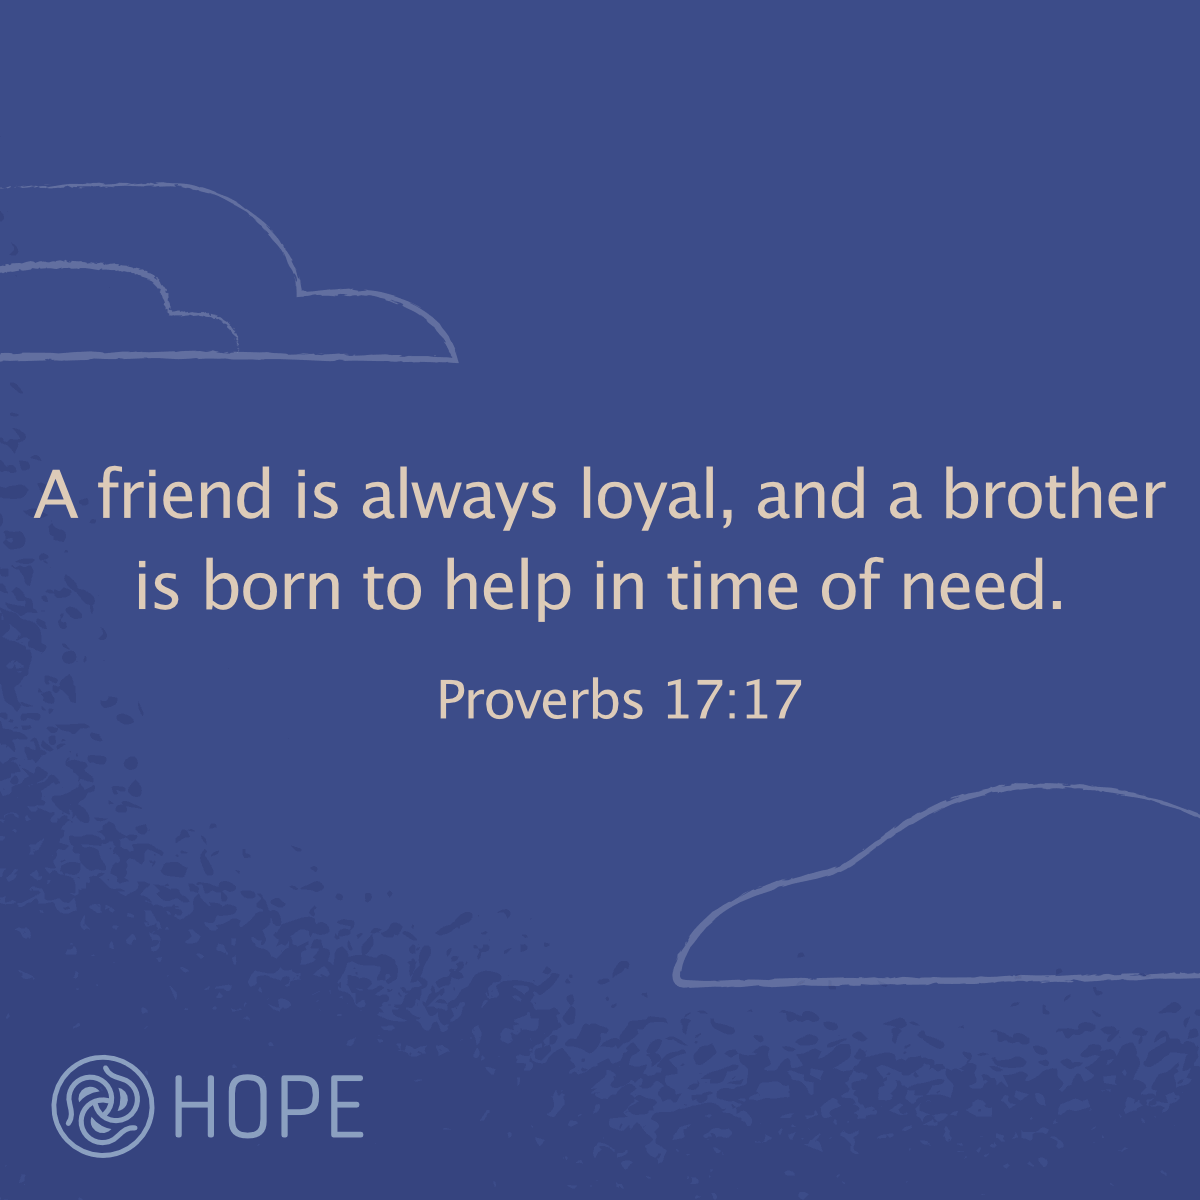 A friend is always loyal, and a brother
is born to help in time of need.
Proverbs 17:17
HOPE